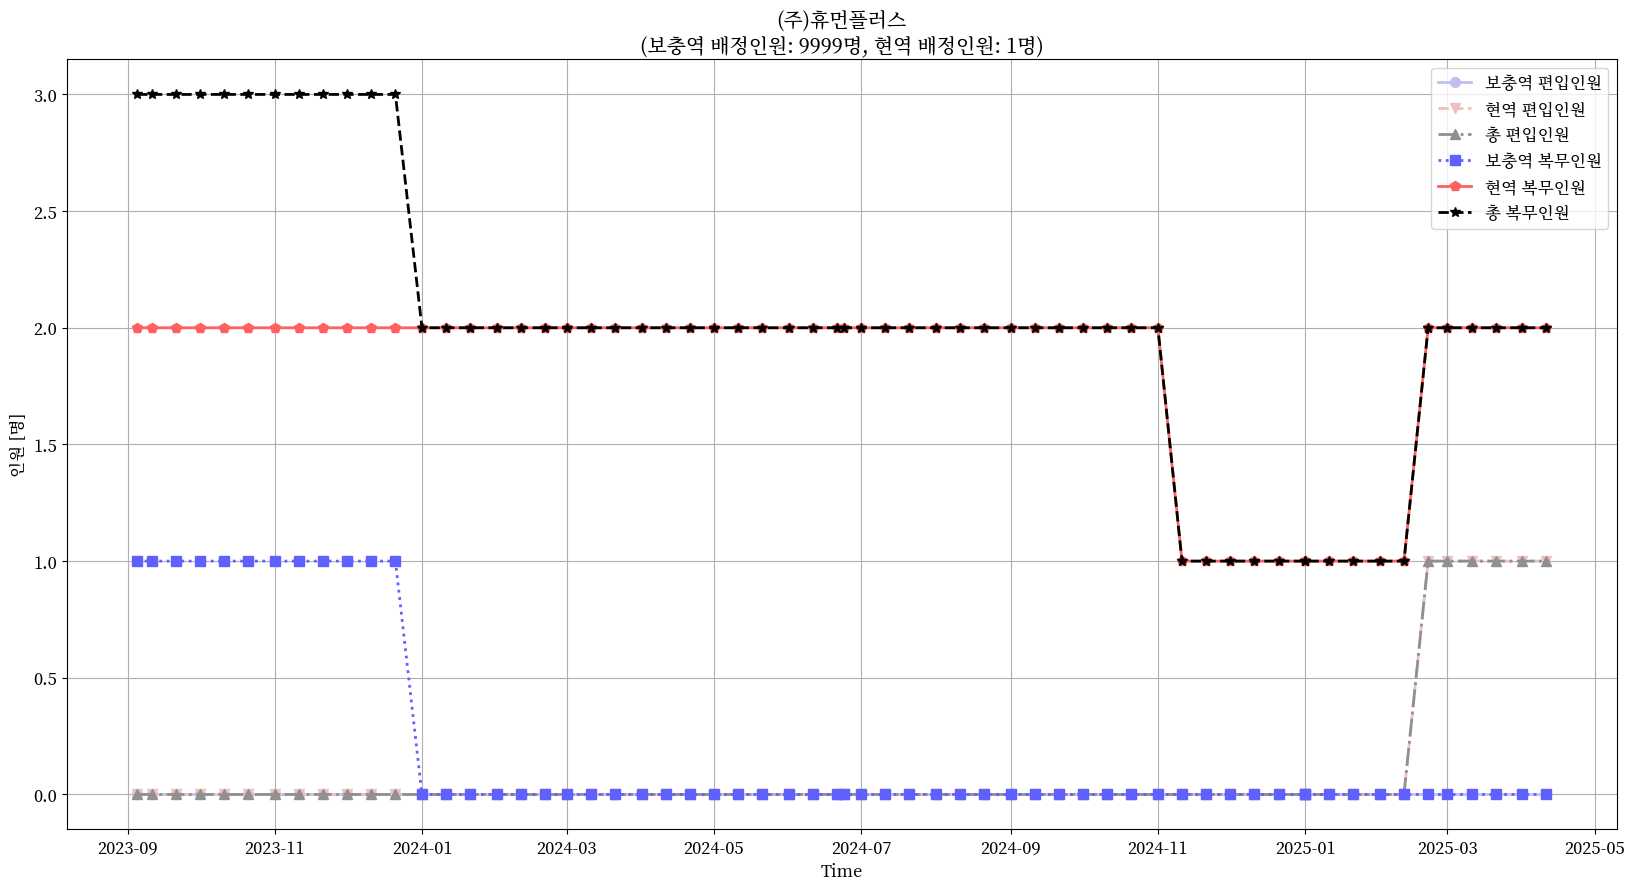 (주)휴먼플러스
(보충역 배정인원: 9999명, 현역 배정인원: 1명)
보충역 편입인원
현역 편입인원
총 편입인원
보충역 복무인원
현역 복무인원
총 복무인원
인원 [명]
3.0
2.5
2.0
1.5
1.0
0.5
0.0
2023-09
2023-11
2024-01
2024-03
2024-05
2024-07
2024-09
2024-11
2025-01
2025-03
2025-05
Time